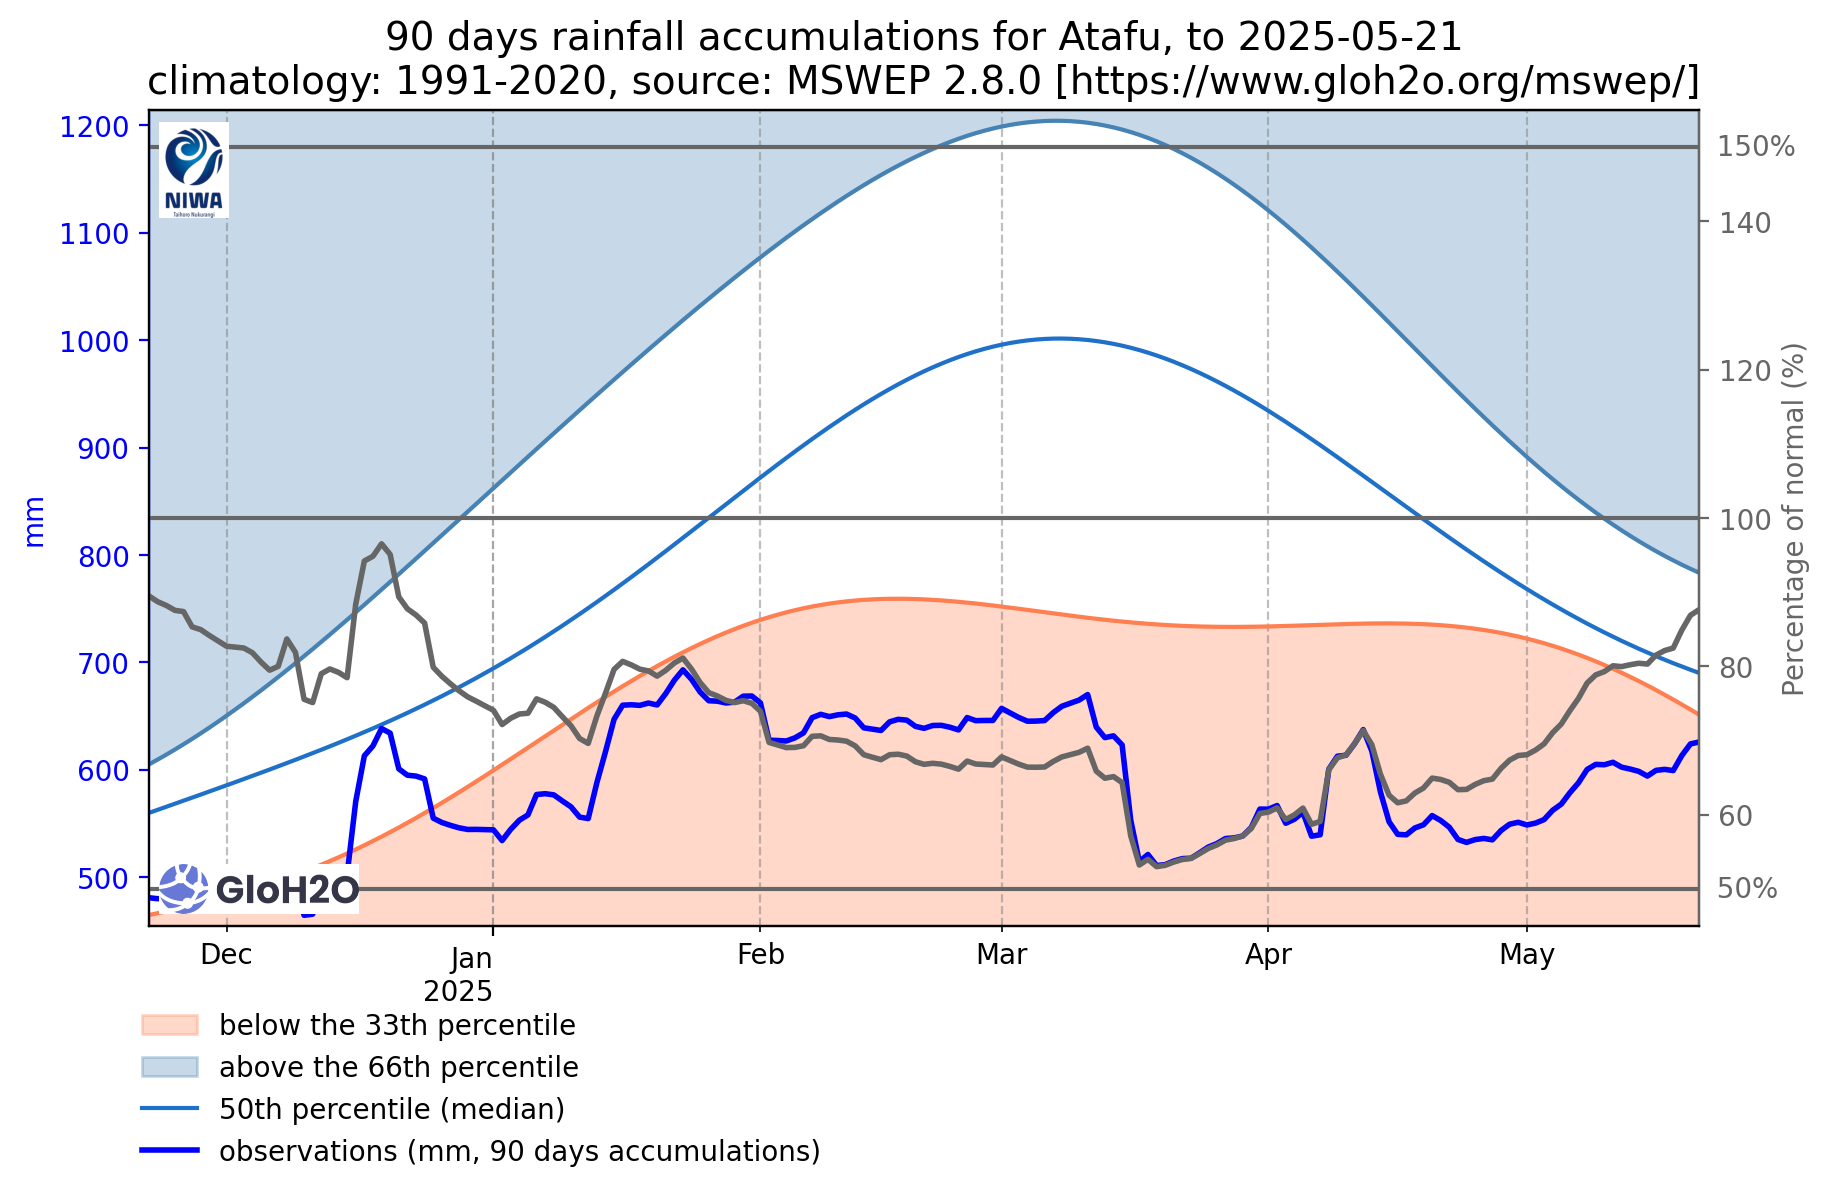 90 days rainfall accumulations for Atafu, to 2025-05-21
climatology: 1991-2020, source: MSWEP 2.8.0 [https://www.gloh2o.org/mswep/]
1200
1100
1000
900
800
700
600
500
mm
150%
140
120
100
80
60
50%
Percentage of normal (%)
NIWA
Taihoro Nukurangi
GloH2O
Dec
Jan
2025
Feb
Mar
Apr
May
below the 33th percentile
above the 66th percentile
50th percentile (median)
observations (mm, 90 days accumulations)